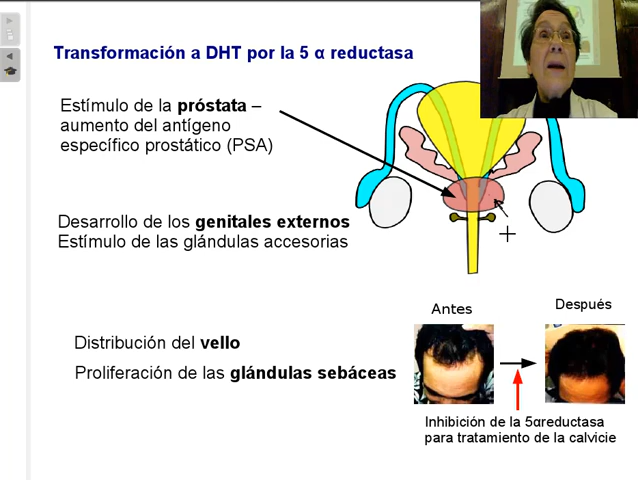 Transformación a DHT por la 5 α reductasa
Estímulo de la próstata –
aumento del antígeno
específico prostático (PSA)
Desarrollo de los genitales externos
Estímulo de las glándulas accesorias
+
Antes
Después
Distribución del vello
Proliferación de las glándulas sebáceas
Inhibición de la 5αreductasa
para tratamiento de la calvicie